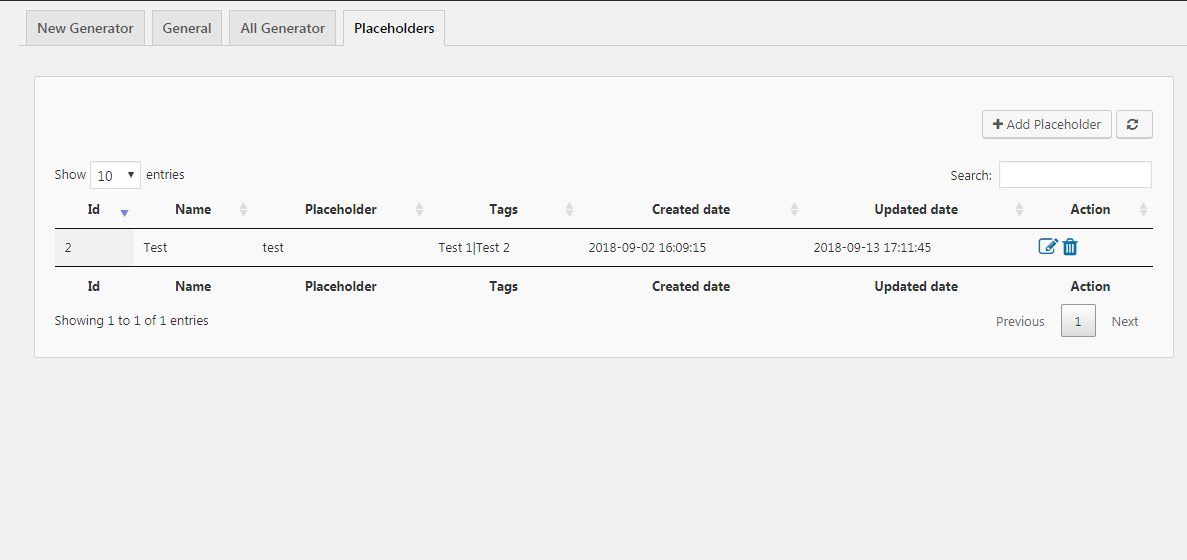 New Generator General All Generator Placeholders
Add Placeholder
Show 10 entries Search:
Id Name Placeholder Tags Created date Updated date Action
2 Test test Test 1|Test 2 2018-09-02 16:09:15 2018-09-13 17:11:45
Id Name Placeholder Tags Created date Updated date Action
Showing 1 to 1 of 1 entries Previous 1 Next